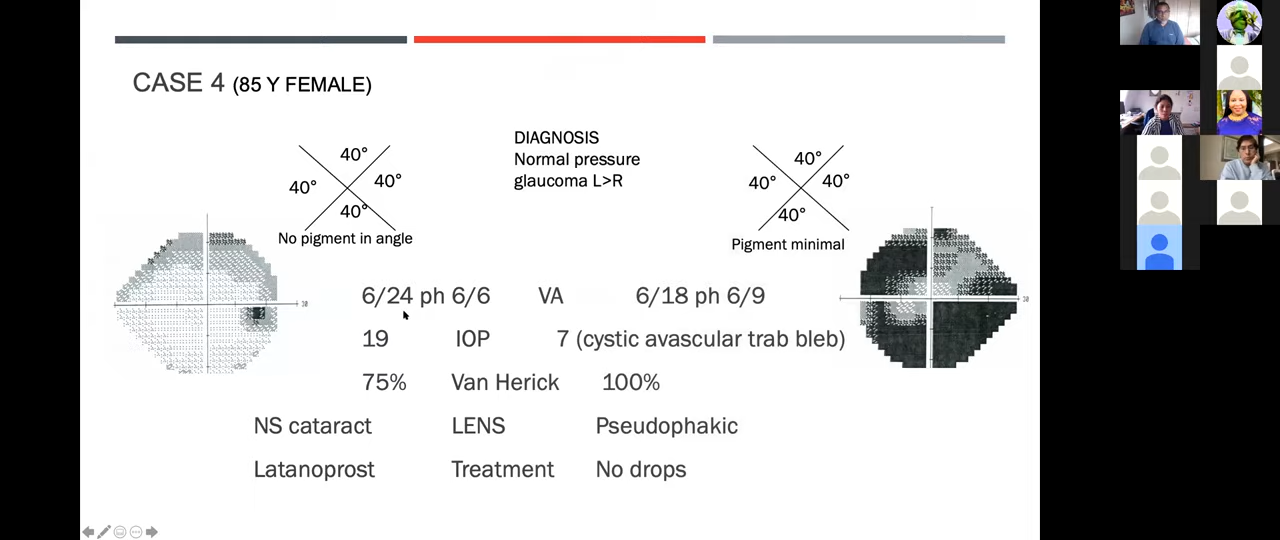 CASE 4 (85 Y FEMALE)
DIAGNOSIS
Normal pressure
glaucoma L>R
40°
40° 40°
40°
No pigment in angle
40°
40° 40°
40°
Pigment minimal
30
30
6/24 ph 6/6 VA 6/18 ph 6/9
19 IOP 7 (cystic avascular trab bleb)
75% Van Herick 100%
NS cataract LENS Pseudophakic
Latanoprost Treatment No drops